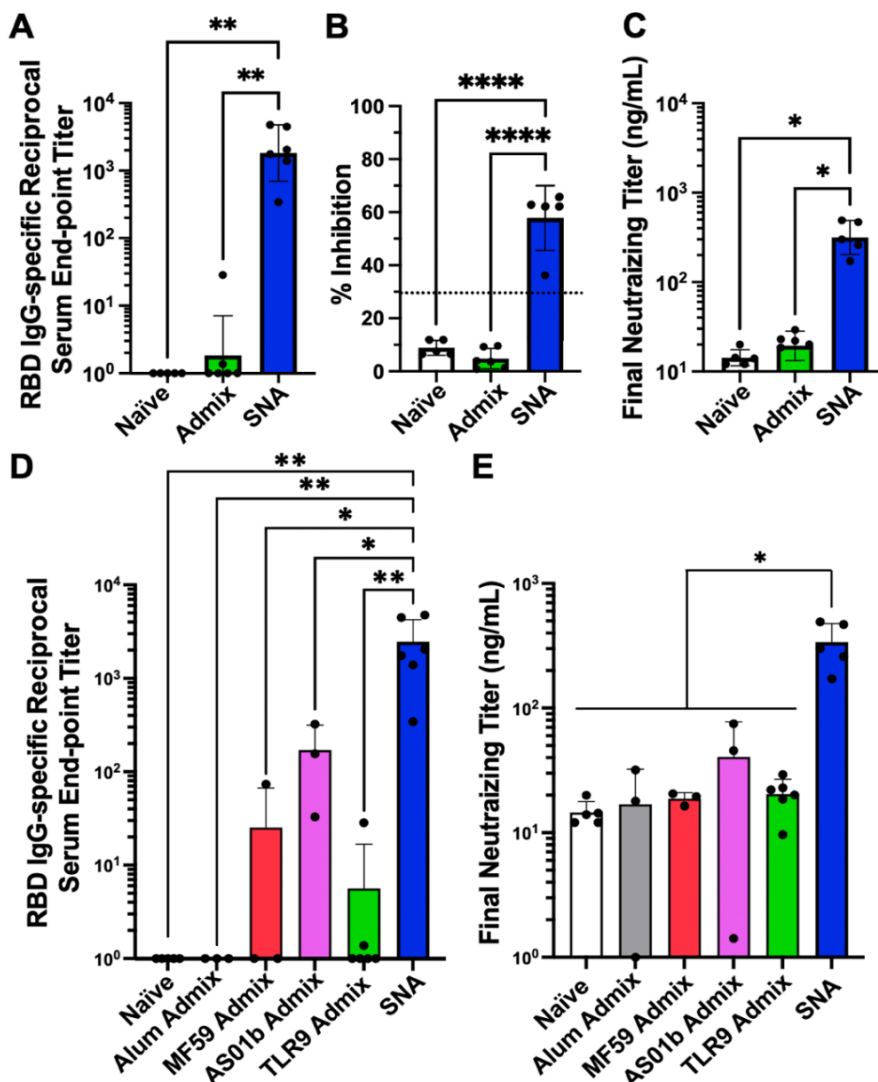 A
**
**
RBD IgG-specific Reciprocal
Serum End-point Titer
10⁴
10³
10²
10¹
10⁰
Naïve
Admix
SNA
B
****
****
% Inhibition
100
80
60
40
20
0
Naïve
Admix
SNA
C
*
*
Final Neutraizing Titer (ng/mL)
10⁴
10³
10²
10¹
Naïve
Admix
SNA
D
**
**
*
*
**
RBD IgG-specific Reciprocal
Serum End-point Titer
10⁴
10³
10²
10¹
10⁰
Naïve
Alum Admix
MF59 Admix
AS01b Admix
TLR9 Admix
SNA
E
*
Final Neutraizing Titer (ng/mL)
10³
10²
10¹
10⁰
Naïve
Alum Admix
MF59 Admix
AS01b Admix
TLR9 Admix
SNA